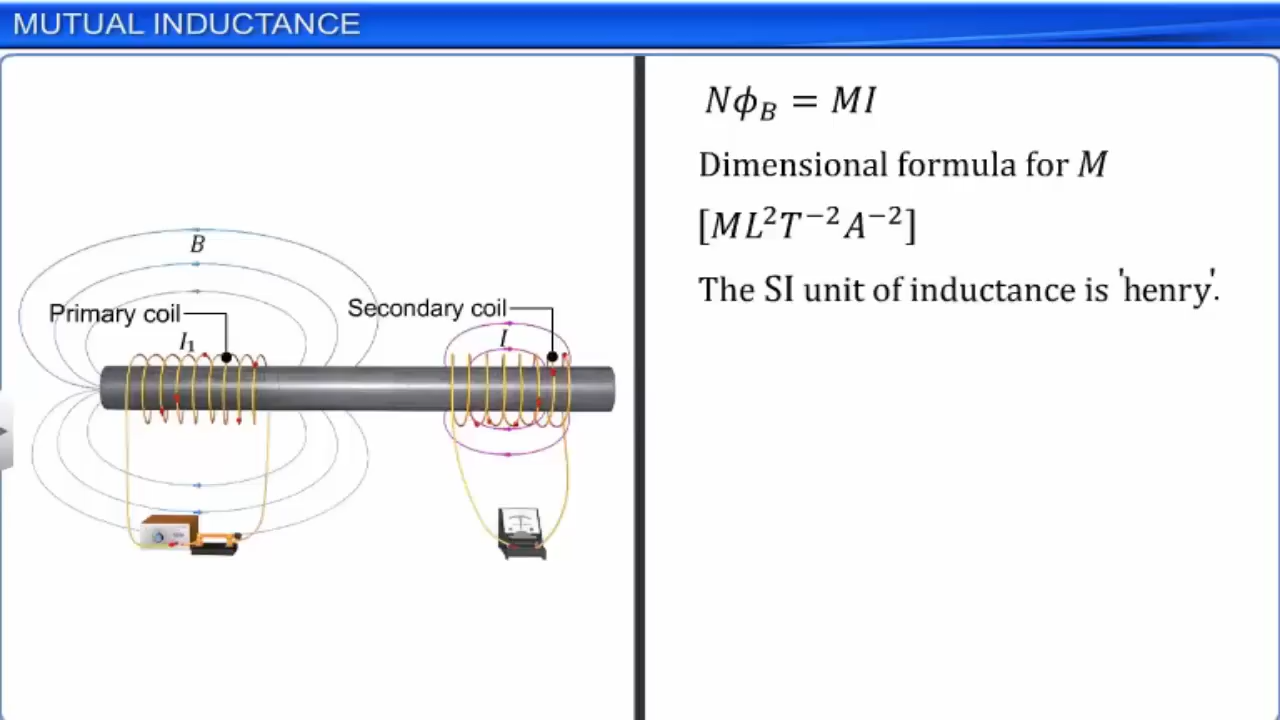 MUTUAL INDUCTANCE
B
Primary coil
I₁
Secondary coil
I
Nϕ_B = MI
Dimensional formula for M
[ML²T⁻²A⁻²]
The SI unit of inductance is 'henry'.